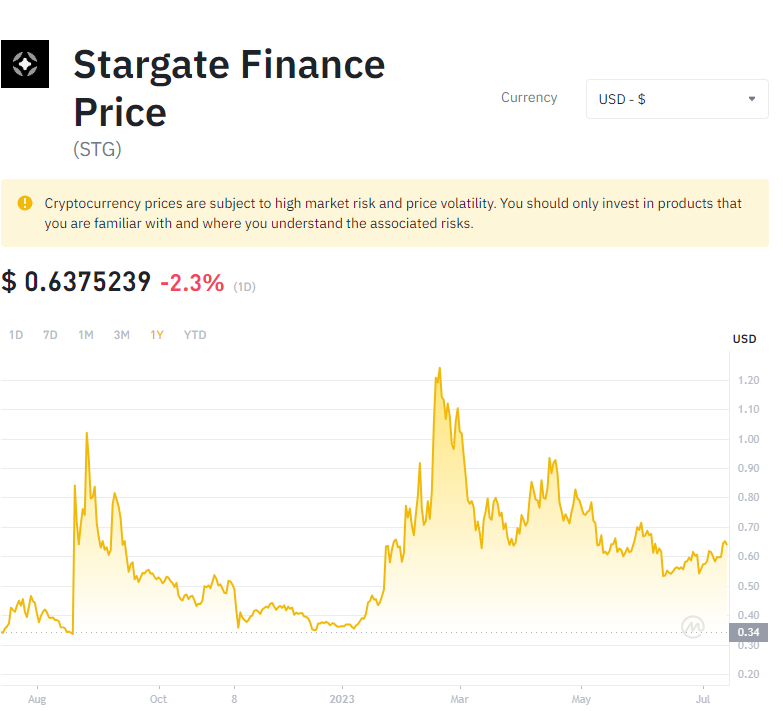 Stargate Finance
Price
(STG)
Currency
USD - $
Cryptocurrency prices are subject to high market risk and price volatility. You should only invest in products that
you are familiar with and where you understand the associated risks.
$ 0.6375239 -2.3% (1D)
1D 7D 1M 3M 1Y YTD
USD
1.20
1.10
1.00
0.90
0.80
0.70
0.60
0.50
0.40
0.34
0.30
0.20
Aug Oct 8 2023 Mar May Jul